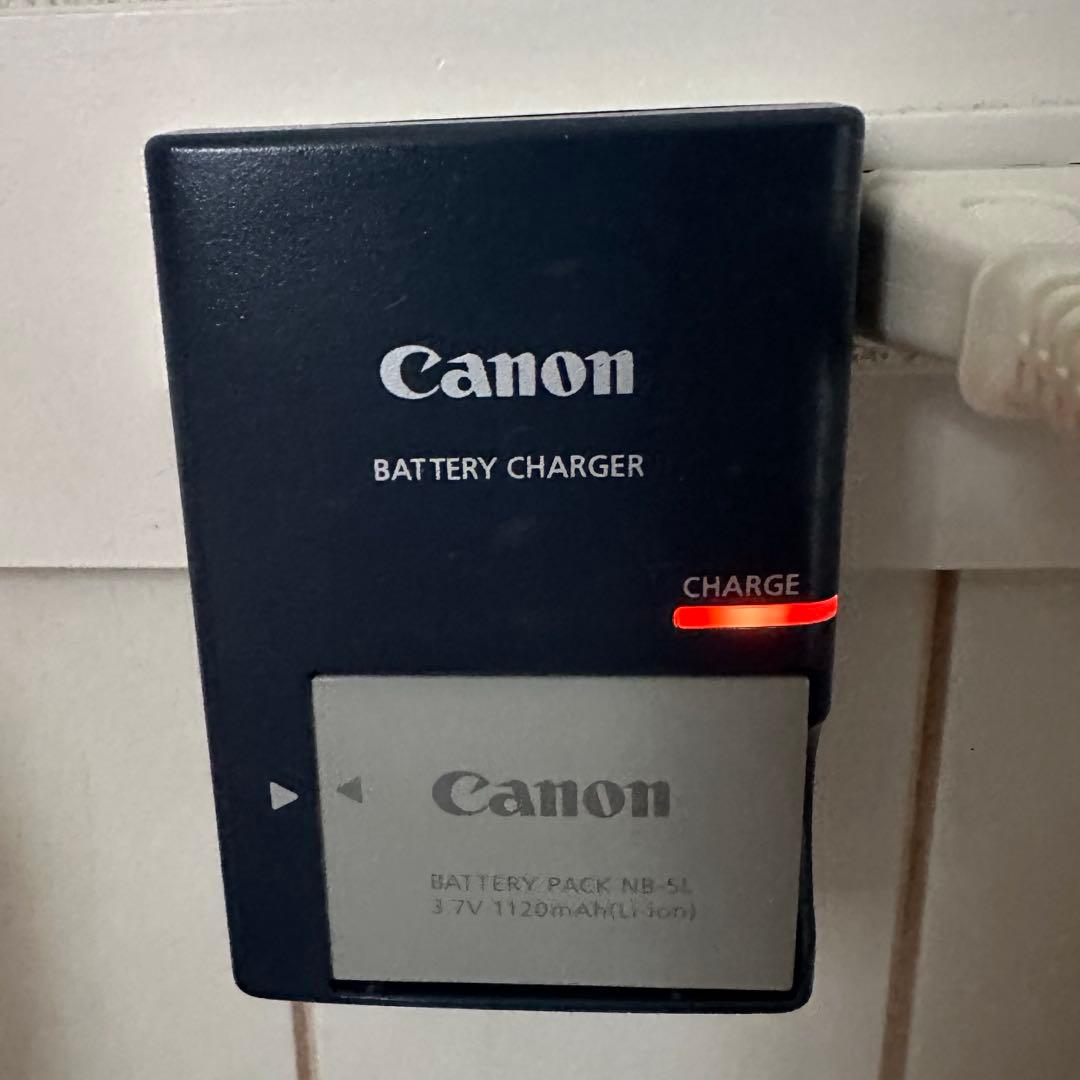 Canon
BATTERY CHARGER
CHARGE
Canon
BATTERY PACK NB-5L
3.7V 1120mAh(Li-ion)